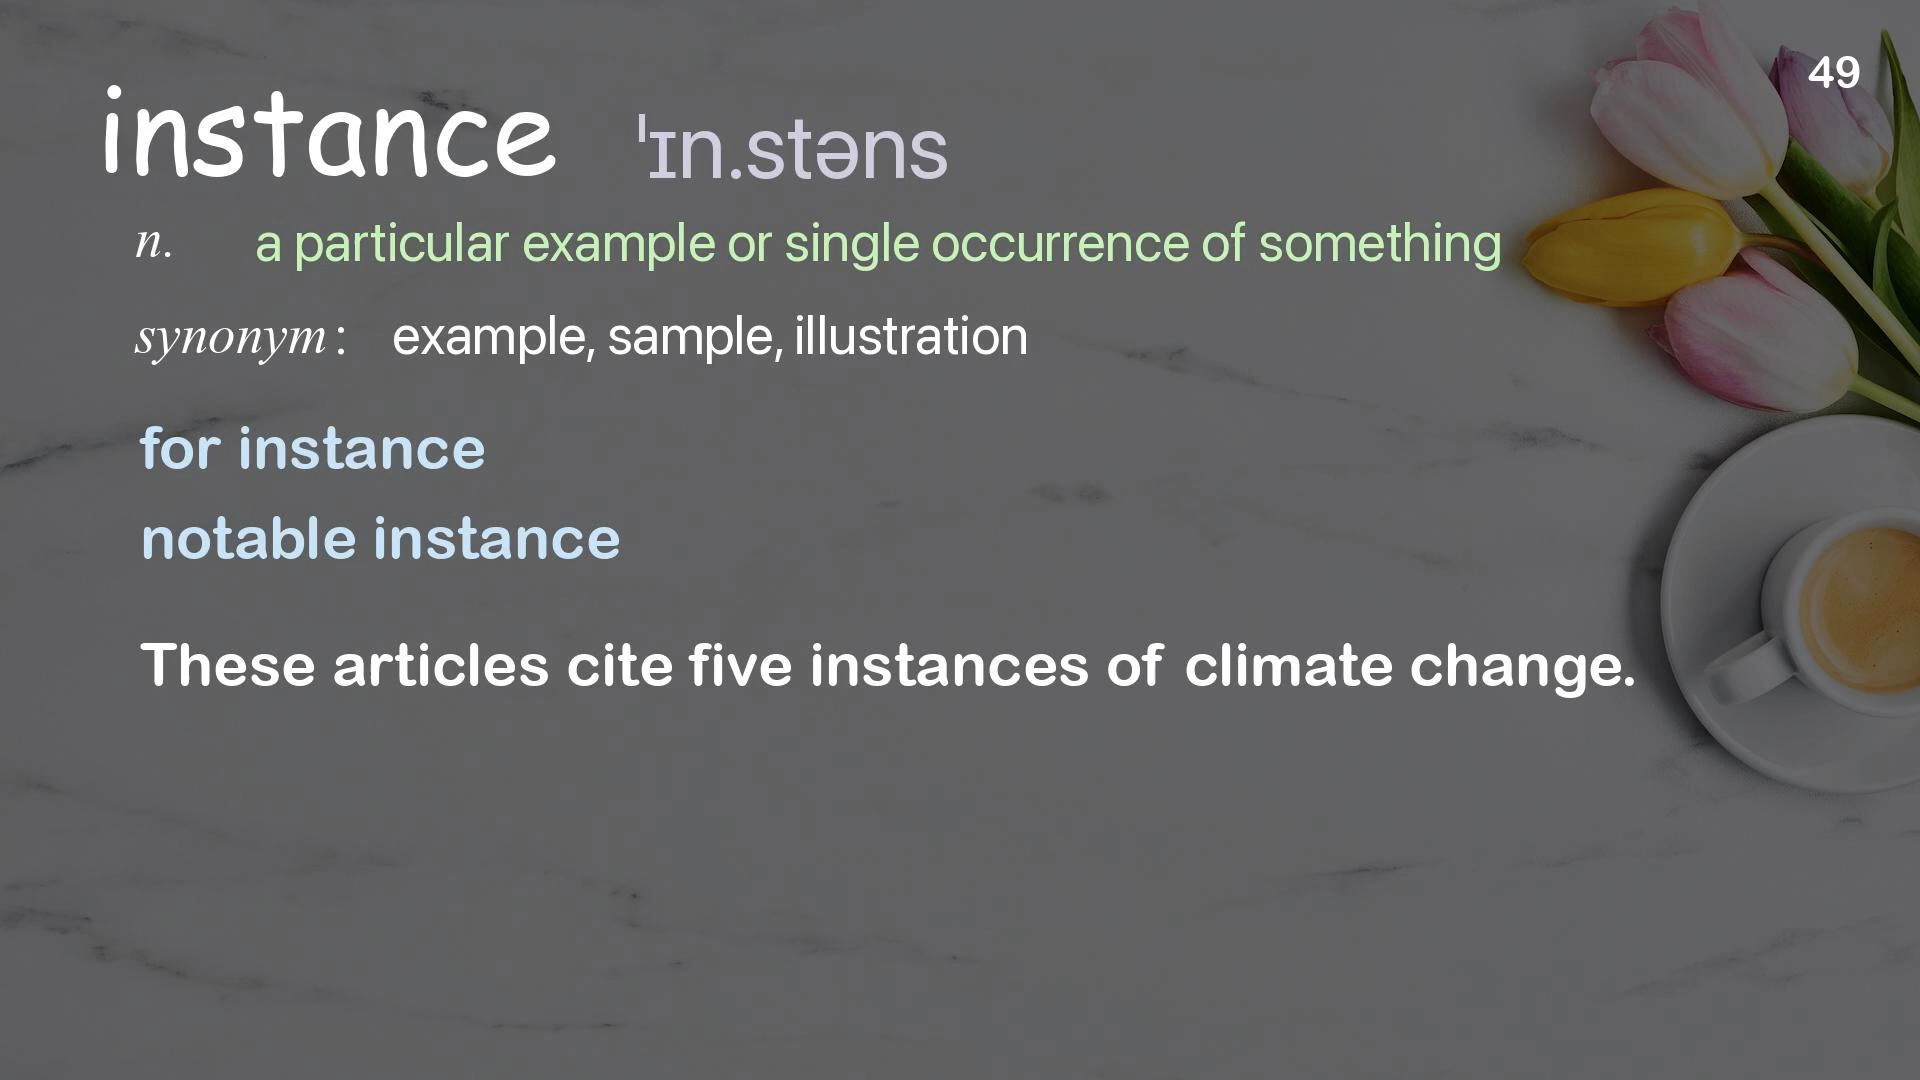 49
instance ˈɪn.stəns
n. a particular example or single occurrence of something
synonym : example, sample, illustration
for instance
notable instance
These articles cite five instances of climate change.